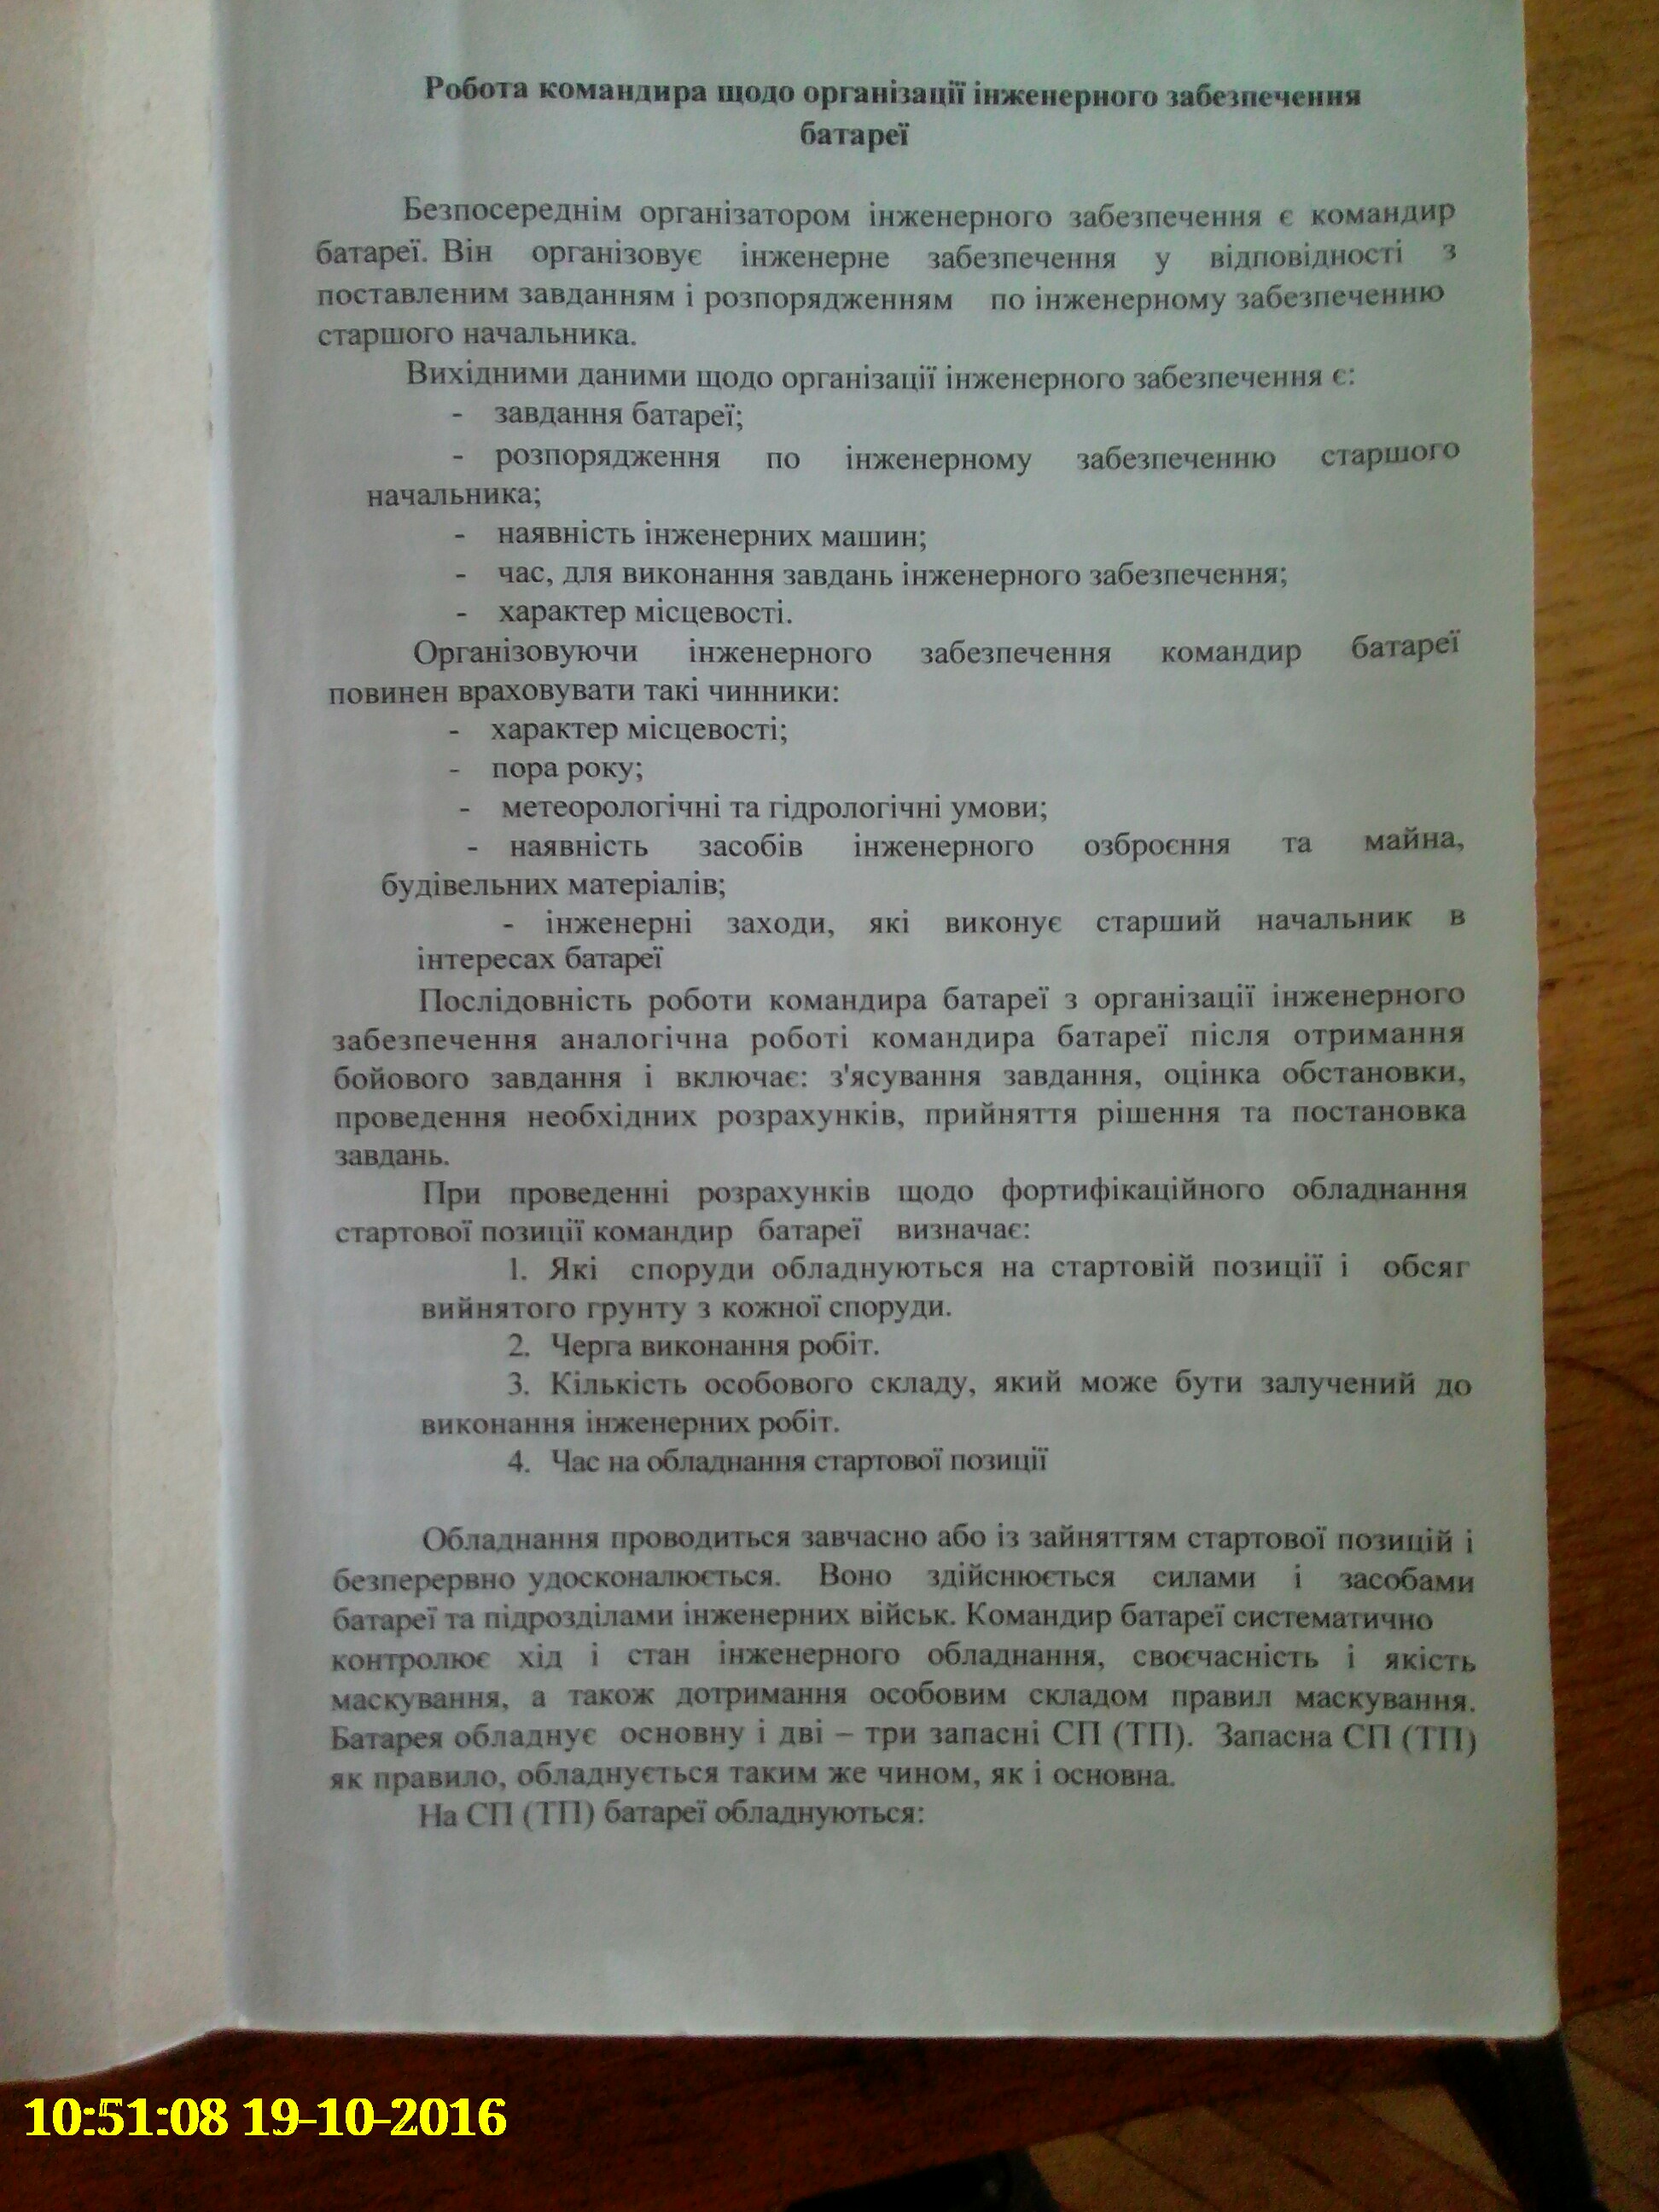 Робота командира щодо організації інженерного забезпечення
батареї
Безпосереднім організатором інженерного забезпечення є командир
батареї. Він організовує інженерне забезпечення у відповідності з
поставленим завданням і розпорядженням по інженерному забезпеченню
старшого начальника.
Вихідними даними щодо організації інженерного забезпечення є:
- завдання батареї;
- розпорядження по інженерному забезпеченню старшого
начальника;
- наявність інженерних машин;
- час, для виконання завдань інженерного забезпечення;
- характер місцевості.
Організовуючи інженерного забезпечення командир батареї
повинен враховувати такі чинники:
- характер місцевості;
- пора року;
- метеорологічні та гідрологічні умови;
- наявність засобів інженерного озброєння та майна,
будівельних матеріалів;
- інженерні заходи, які виконує старший начальник в
інтересах батареї
Послідовність роботи командира батареї з організації інженерного
забезпечення аналогічна роботі командира батареї після отримання
бойового завдання і включає: з'ясування завдання, оцінка обстановки,
проведення необхідних розрахунків, прийняття рішення та постановка
завдань.
При проведенні розрахунків щодо фортифікаційного обладнання
стартової позиції командир батареї визначає:
1. Які споруди обладнуються на стартовій позиції і обсяг
вийнятого грунту з кожної споруди.
2. Черга виконання робіт.
3. Кількість особового складу, який може бути залучений до
виконання інженерних робіт.
4. Час на обладнання стартової позиції
Обладнання проводиться завчасно або із зайняттям стартової позицій і
безперервно удосконалюється. Воно здійснюється силами і засобами
батареї та підрозділами інженерних військ. Командир батареї систематично
контролює хід і стан інженерного обладнання, своєчасність і якість
маскування, а також дотримання особовим складом правил маскування.
Батарея обладнує основну і дві – три запасні СП (ТП). Запасна СП (ТП)
як правило, обладнується таким же чином, як і основна.
На СП (ТП) батареї обладнуються:
10:51:08 19-10-2016